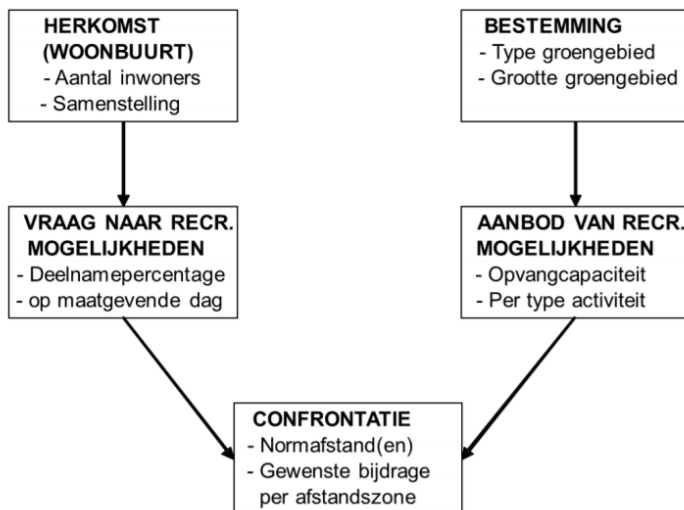 HERKOMST
(WOONBUURT)
- Aantal inwoners
- Samenstelling
BESTEMMING
- Type groengebied
- Grootte groengebied
VRAAG NAAR RECR.
MOGELIJKHEDEN
- Deelnamepercentage
- op maatgevende dag
AANBOD VAN RECR.
MOGELIJKHEDEN
- Opvangcapaciteit
- Per type activiteit
CONFRONTATIE
- Normafstand(en)
- Gewenste bijdrage
per afstandszone